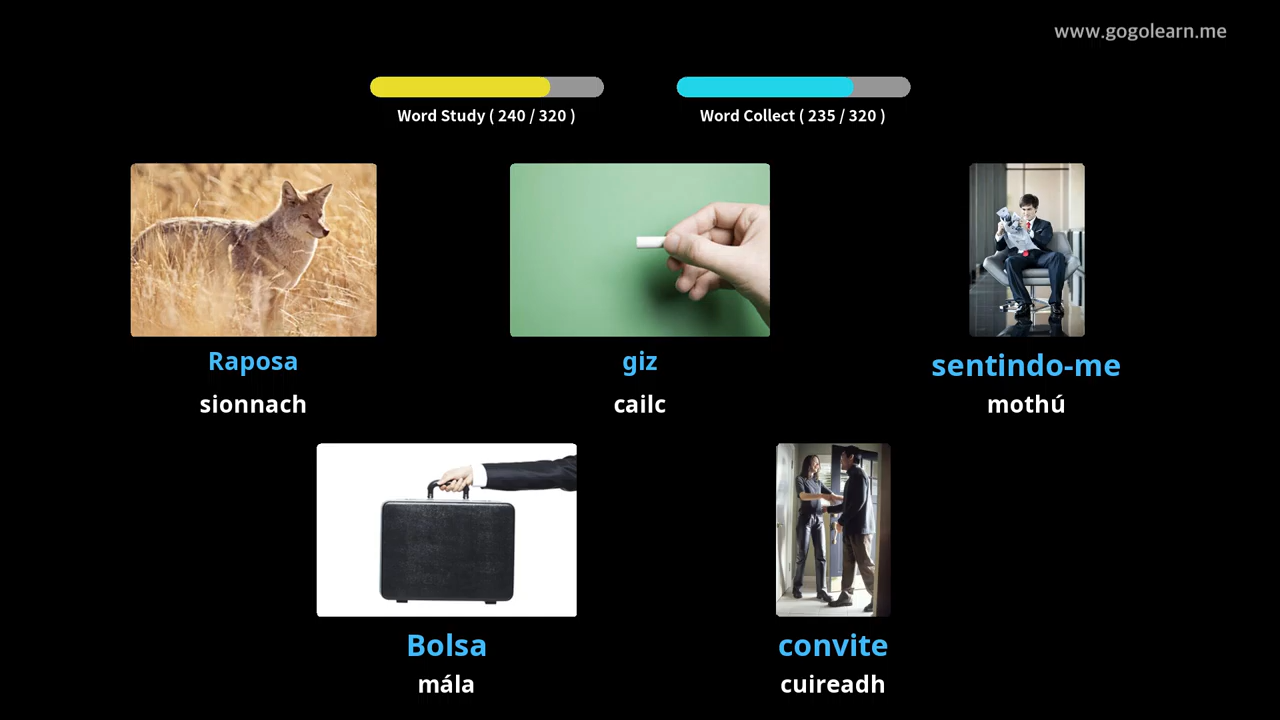 www.gogolearn.me
Word Study ( 240 / 320 )
Word Collect ( 235 / 320 )
Raposa
giz
sentindo-me
sionnach
cailc
mothú
Bolsa
convite
mála
cuireadh